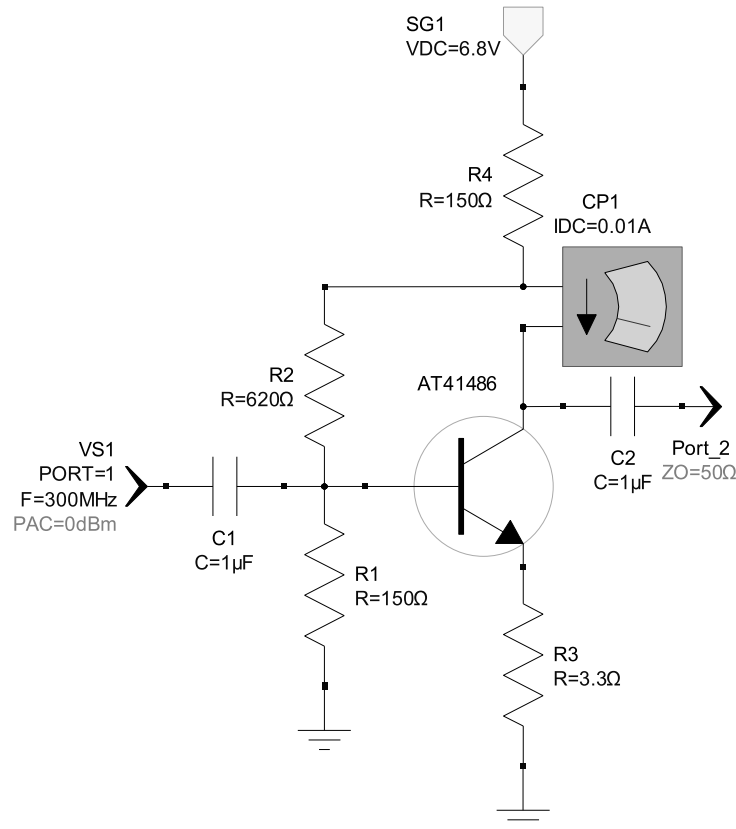 SG1
VDC=6.8V
R4
R=150Ω
CP1
IDC=0.01A
R2
R=620Ω
AT41486
VS1
PORT=1
F=300MHz
PAC=0dBm
C1
C=1µF
C2
C=1µF
Port_2
ZO=50Ω
R1
R=150Ω
R3
R=3.3Ω